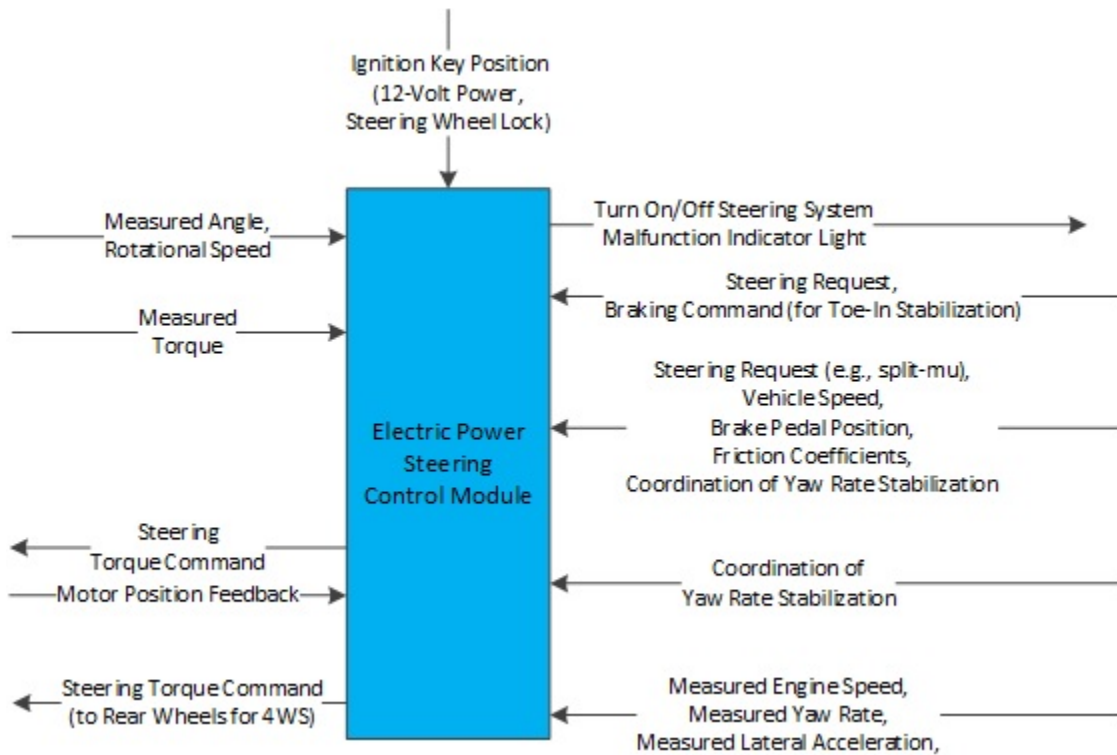 Ignition Key Position
(12-Volt Power,
Steering Wheel Lock)
Measured Angle,
Rotational Speed
Measured
Torque
Electric Power
Steering
Control Module
Steering
Torque Command
Motor Position Feedback
Steering Torque Command
(to Rear Wheels for 4WS)
Turn On/Off Steering System
Malfunction Indicator Light
Steering Request,
Braking Command (for Toe-In Stabilization)
Steering Request (e.g., split-mu),
Vehicle Speed,
Brake Pedal Position,
Friction Coefficients,
Coordination of Yaw Rate Stabilization
Coordination of
Yaw Rate Stabilization
Measured Engine Speed,
Measured Yaw Rate,
Measured Lateral Acceleration,